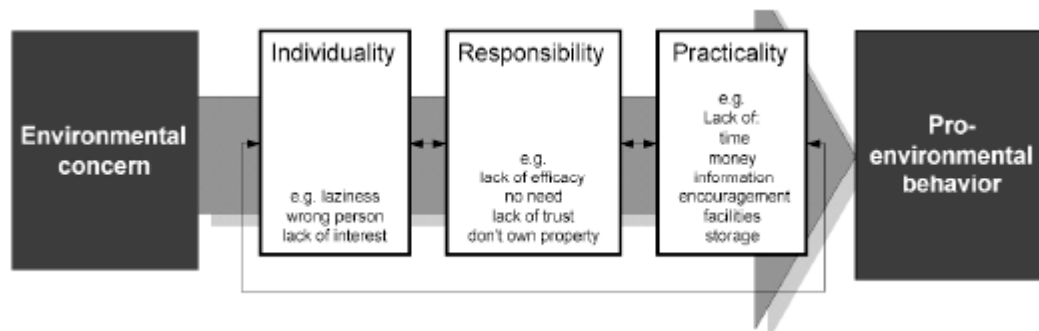 Environmental
concern
Individuality
e.g. laziness
wrong person
lack of interest
Responsibility
e.g.
lack of efficacy
no need
lack of trust
don't own property
Practicality
e.g.
Lack of:
time
money
information
encouragement
facilities
storage
Pro-
environmental
behavior